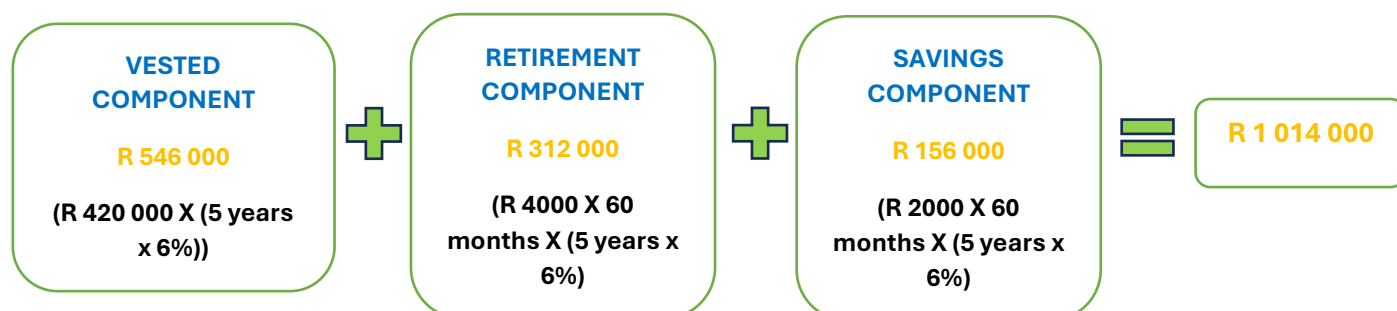 VESTED
COMPONENT
R 546 000
(R 420 000 X (5 years
x 6%))
RETIREMENT
COMPONENT
R 312 000
(R 4000 X 60
months X (5 years x
6%)
SAVINGS
COMPONENT
R 156 000
(R 2000 X 60
months X (5 years x
6%)
R 1 014 000